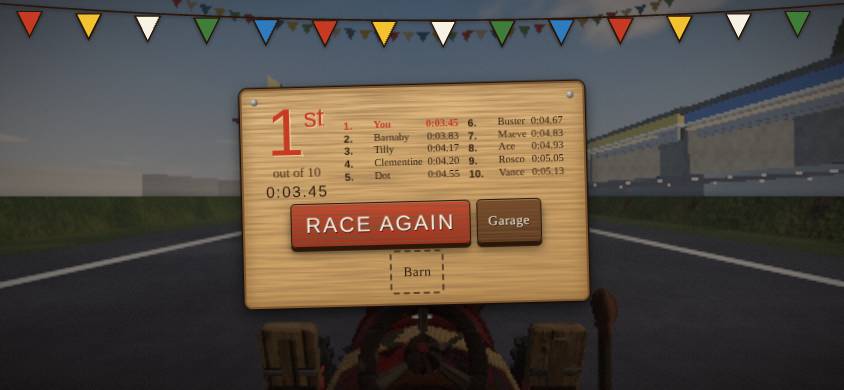 1st
out of 10
0:03.45
1. You 0:03.45
2. Barnaby 0:03.83
3. Tilly 0:04.17
4. Clementine 0:04.20
5. Dot 0:04.55
6. Buster 0:04.67
7. Maeve 0:04.83
8. Ace 0:04.93
9. Rosco 0:05.05
10. Vance 0:05.13
RACE AGAIN
Garage
Barn